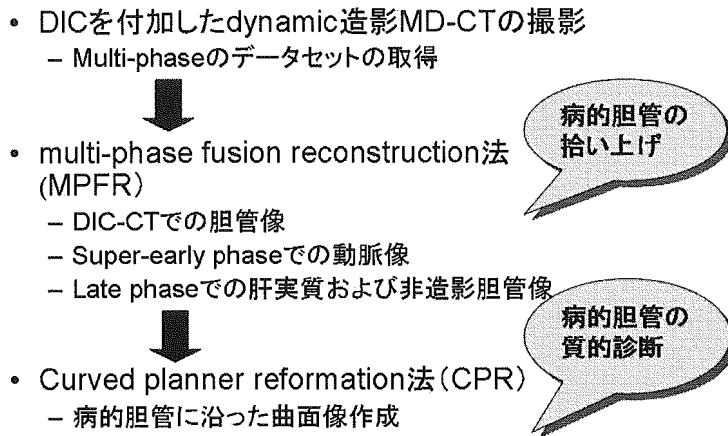 • DICを付加したdynamic造影MD-CTの撮影
– Multi-phaseのデータセットの取得
病的胆管の
拾い上げ
• multi-phase fusion reconstruction法
(MPFR)
– DIC-CTでの胆管像
– Super-early phaseでの動脈像
– Late phaseでの肝実質および非造影胆管像
病的胆管の
質的診断
• Curved planner reformation法(CPR)
– 病的胆管に沿った曲面像作成